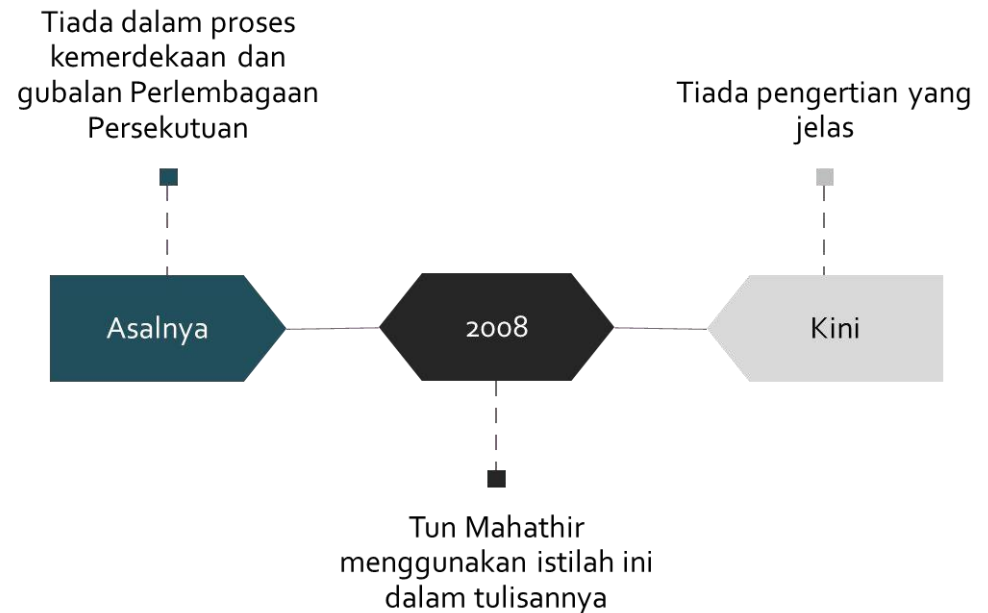 Tiada dalam proses
kemerdekaan dan
gubalan Perlembagaan
Persekutuan
Tiada pengertian yang
jelas
Asalnya
2008
Kini
Tun Mahathir
menggunakan istilah ini
dalam tulisannya